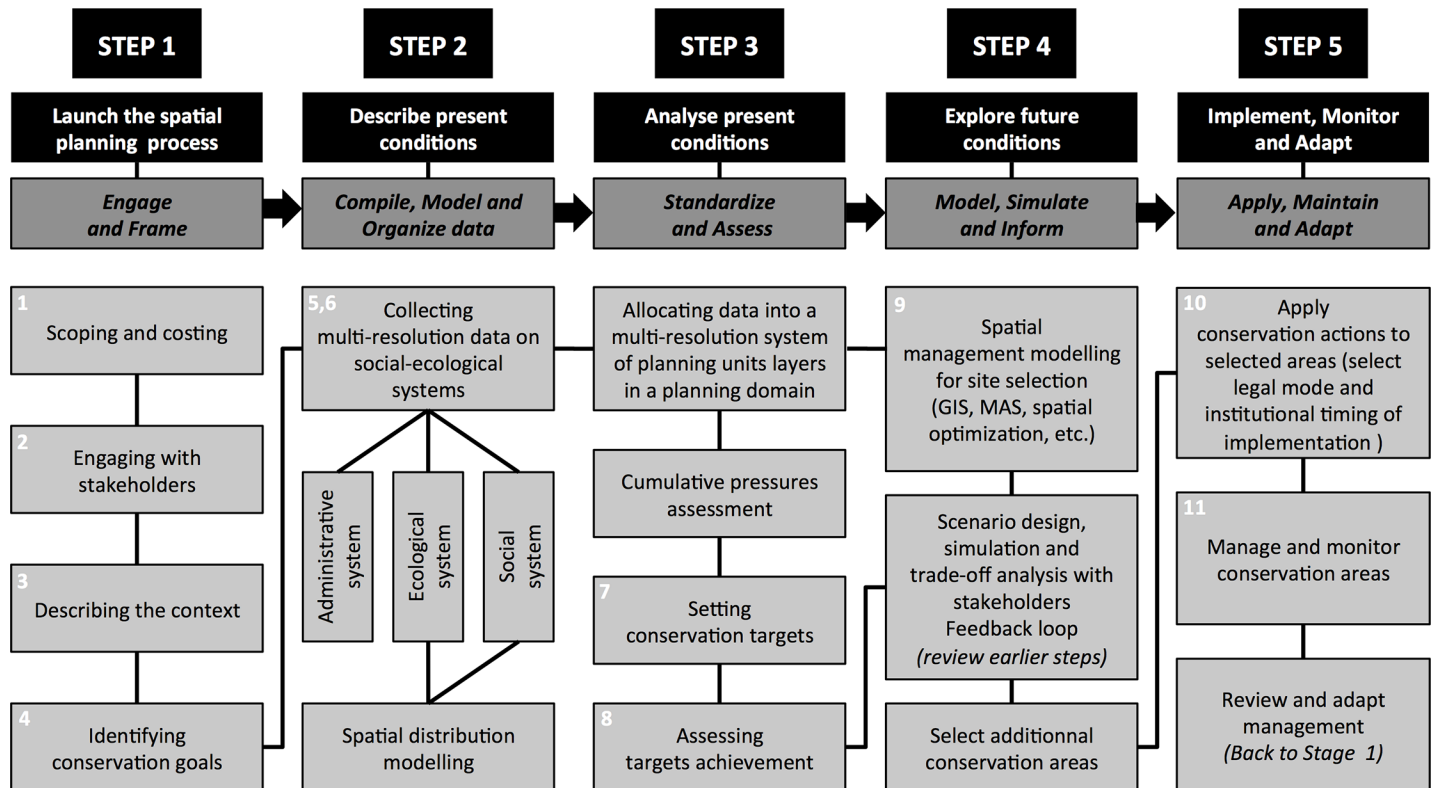 STEP 1
STEP 2
STEP 3
STEP 4
STEP 5
Launch the spatial
planning process
Describe present
conditions
Analyse present
conditions
Explore future
conditions
Implement, Monitor
and Adapt
Engage
and Frame
Compile, Model and
Organize data
Standardize
and Assess
Model, Simulate
and Inform
Apply, Maintain
and Adapt
1
Scoping and costing
2
Engaging with
stakeholders
3
Describing the context
4
Identifying
conservation goals
5,6
Collecting
multi-resolution data on
social-ecological
systems
Administrative
system
Ecological
system
Social
system
Spatial distribution
modelling
Allocating data into a
multi-resolution system
of planning units layers
in a planning domain
Cumulative pressures
assessment
7
Setting
conservation targets
8
Assessing
targets achievement
9
Spatial
management modelling
for site selection
(GIS, MAS, spatial
optimization, etc.)
Scenario design,
simulation and
trade-off analysis with
stakeholders
Feedback loop
(review earlier steps)
Select additionnal
conservation areas
10
Apply
conservation actions to
selected areas (select
legal mode and
institutional timing of
implementation )
11
Manage and monitor
conservation areas
Review and adapt
management
(Back to Stage 1)